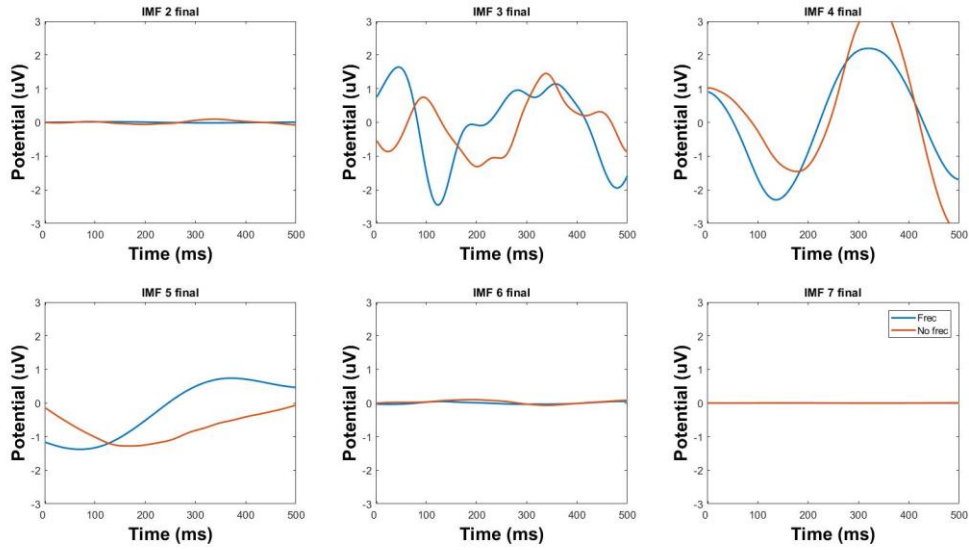 IMF 2 final
3
2
1
0
-1
-2
-3
Potential (uV)
0 100 200 300 400 500
Time (ms)
IMF 3 final
3
2
1
0
-1
-2
-3
Potential (uV)
0 100 200 300 400 500
Time (ms)
IMF 4 final
3
2
1
0
-1
-2
-3
Potential (uV)
0 100 200 300 400 500
Time (ms)
IMF 5 final
3
2
1
0
-1
-2
-3
Potential (uV)
0 100 200 300 400 500
Time (ms)
IMF 6 final
3
2
1
0
-1
-2
-3
Potential (uV)
0 100 200 300 400 500
Time (ms)
IMF 7 final
3
2
1
0
-1
-2
-3
Potential (uV)
Frec
No frec
0 100 200 300 400 500
Time (ms)